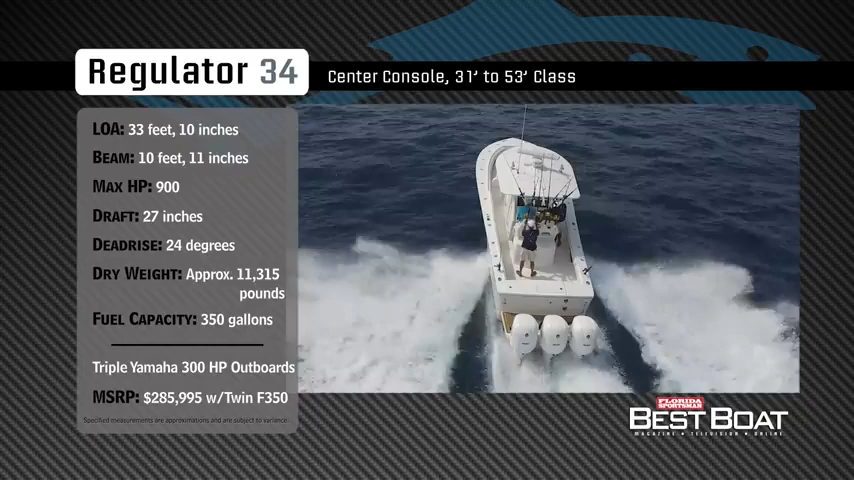 Regulator 34
Center Console, 31' to 53' Class
LOA: 33 feet, 10 inches
BEAM: 10 feet, 11 inches
MAX HP: 900
DRAFT: 27 inches
DEADRISE: 24 degrees
DRY WEIGHT: Approx. 11,315
pounds
FUEL CAPACITY: 350 gallons
Triple Yamaha 300 HP Outboards
MSRP: $285,995 w/Twin F350
Specified measurements are approximations and are subject to variance.
FLORIDA
SPORTSMAN
BEST BOAT
MAGAZINE • TELEVISION • ONLINE